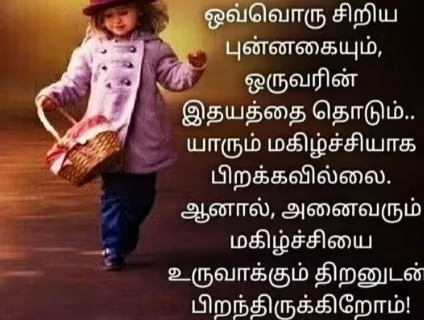 ஒவ்வொரு சிறிய
புன்னகையும்,
ஒருவரின்
இதயத்தை தொடும்..
யாரும் மகிழ்ச்சியாக
பிறக்கவில்லை.
ஆனால், அனைவரும்
மகிழ்ச்சியை
உருவாக்கும் திறனுடன்
பிறந்திருக்கிறோம்!